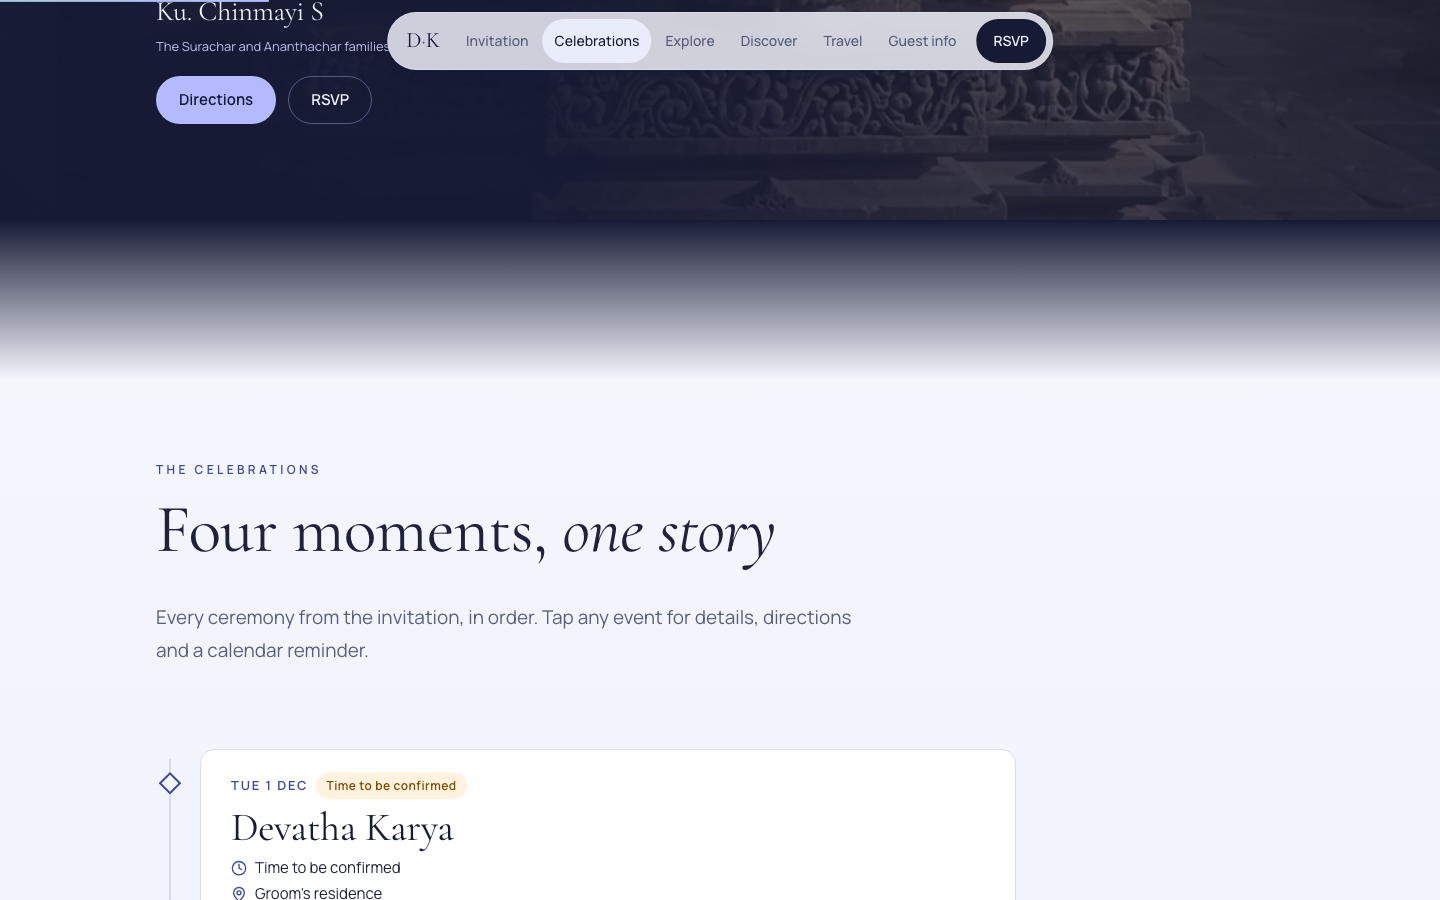 Ku. Chinmayi S
The Surachar and Ananthachar families
D·K Invitation Celebrations Explore Discover Travel Guest info RSVP
Directions RSVP
THE CELEBRATIONS
Four moments, one story
Every ceremony from the invitation, in order. Tap any event for details, directions
and a calendar reminder.
TUE 1 DEC Time to be confirmed
Devatha Karya
Time to be confirmed
Groom's residence